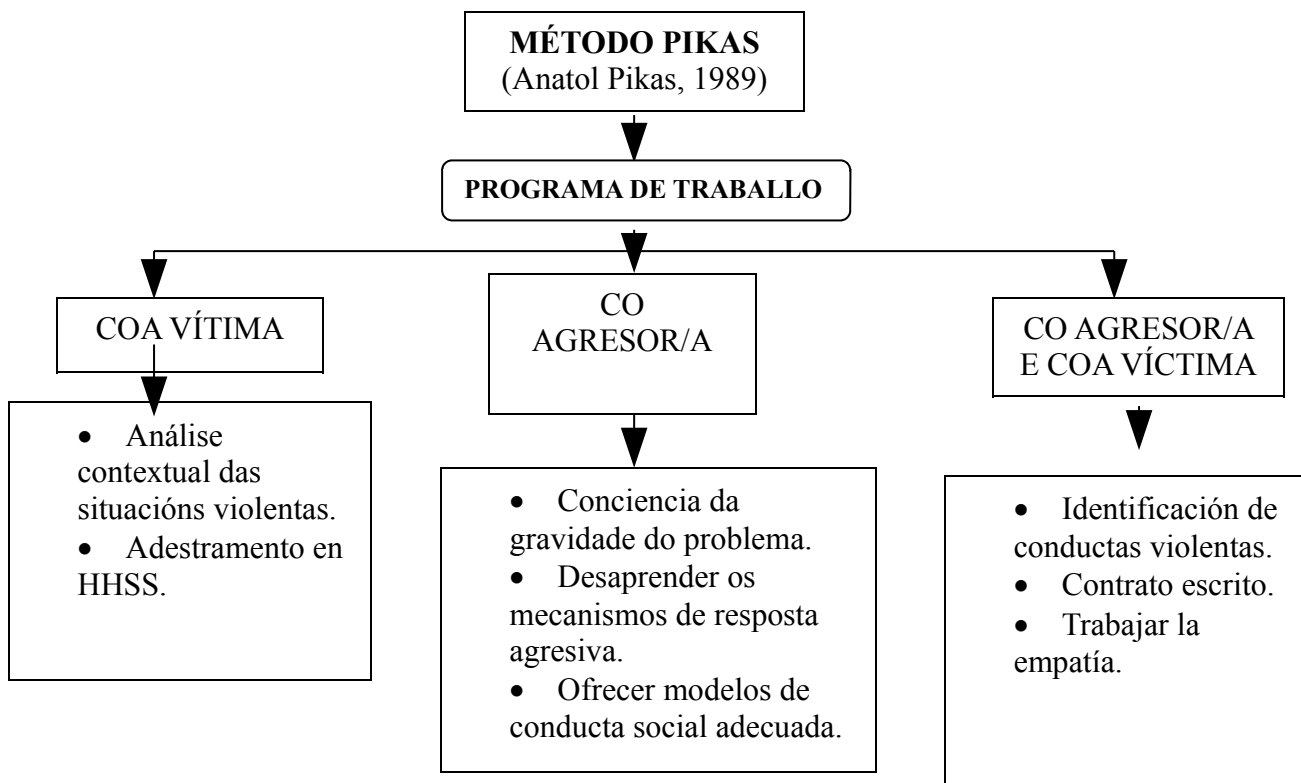 MÉTODO PIKAS
(Anatol Pikas, 1989)
PROGRAMA DE TRABALLO
COA VÍTIMA
• Análise
contextual das
situacións violentas.
• Adestramento en
HHSS.
CO
AGRESOR/A
• Conciencia da
gravidade do problema.
• Desaprender os
mecanismos de resposta
agresiva.
• Ofrecer modelos de
conducta social adecuada.
CO AGRESOR/A
E COA VÍCTIMA
• Identificación de
conductas violentas.
• Contrato escrito.
• Trabajar la
empatía.